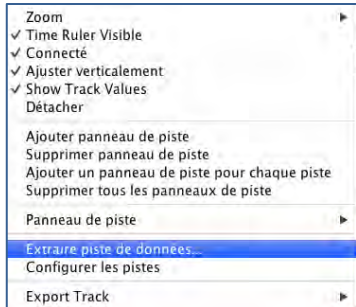 Zoom
Time Ruler Visible
Connecté
Ajuster verticalement
Show Track Values
Détacher
Ajouter panneau de piste
Supprimer panneau de piste
Ajouter un panneau de piste pour chaque piste
Supprimer tous les panneaux de piste
Panneau de piste
Extraire piste de données...
Configurer les pistes
Export Track